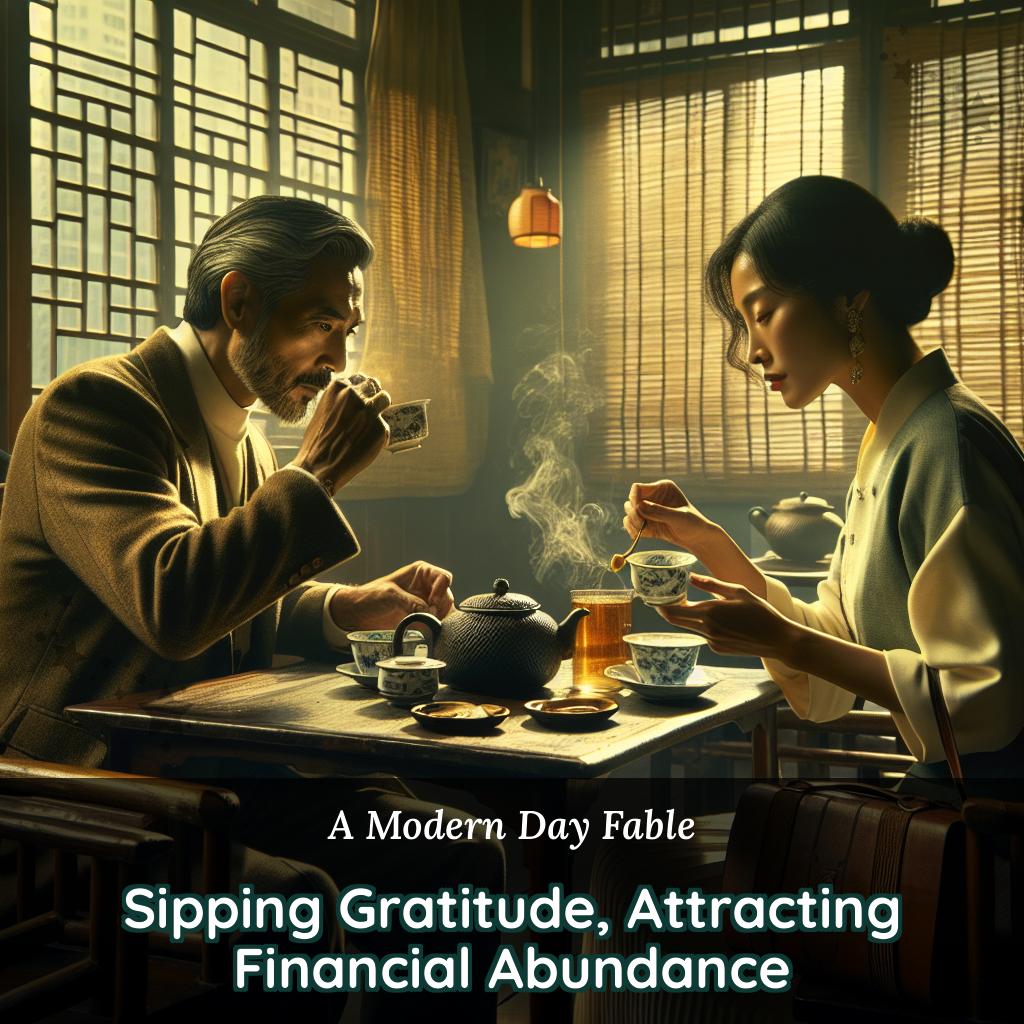 A Modern Day Fable
Sipping Gratitude, Attracting
Financial Abundance